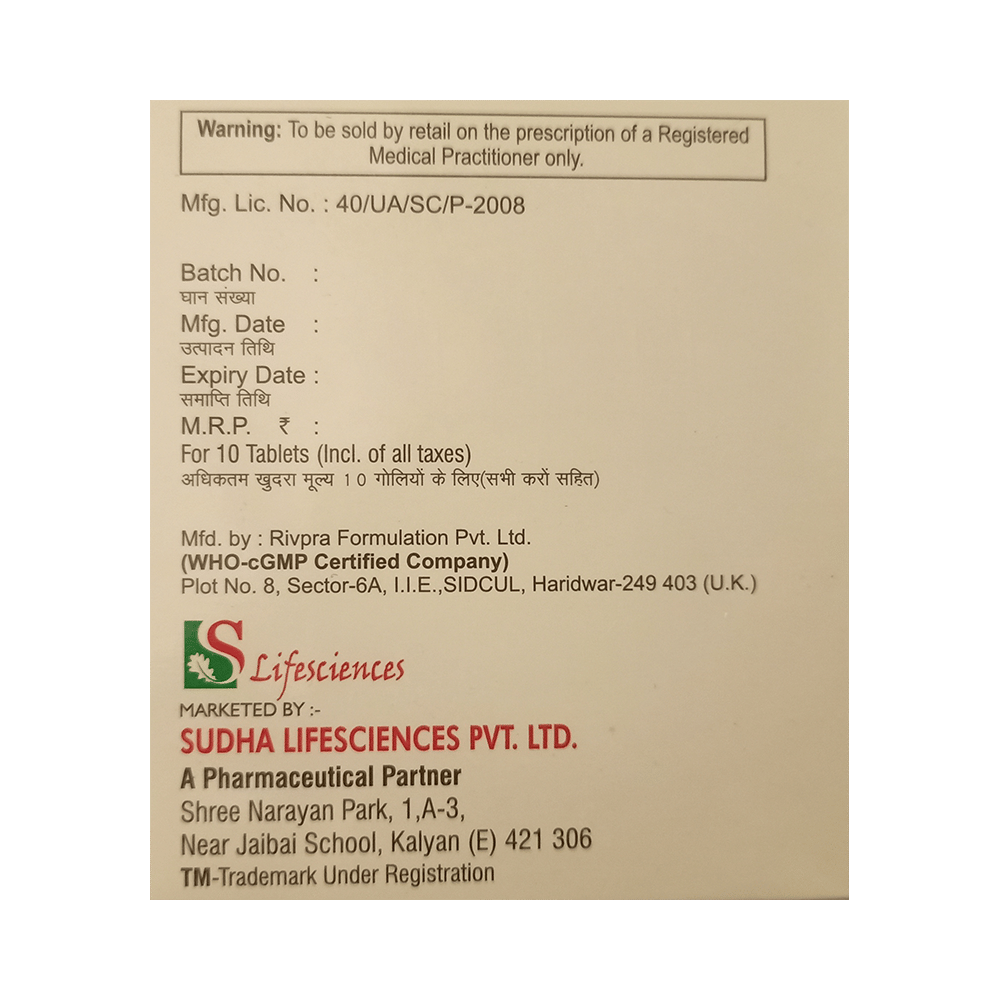 Warning: To be sold by retail on the prescription of a Registered
Medical Practitioner only.
Mfg. Lic. No. : 40/UA/SC/P-2008
Batch No. :
घान संख्या
Mfg. Date :
उत्पादन तिथि
Expiry Date :
समाप्ति तिथि
M.R.P. ₹ :
For 10 Tablets (Incl. of all taxes)
अधिकतम खुदरा मूल्य 10 गोलियों के लिए(सभी करों सहित)
Mfd. by : Rivpra Formulation Pvt. Ltd.
(WHO-cGMP Certified Company)
Plot No. 8, Sector-6A, I.I.E.,SIDCUL, Haridwar-249 403 (U.K.)
LS Lifesciences
MARKETED BY :-
SUDHA LIFESCIENCES PVT. LTD.
A Pharmaceutical Partner
Shree Narayan Park, 1,A-3,
Near Jaibai School, Kalyan (E) 421 306
TM-Trademark Under Registration